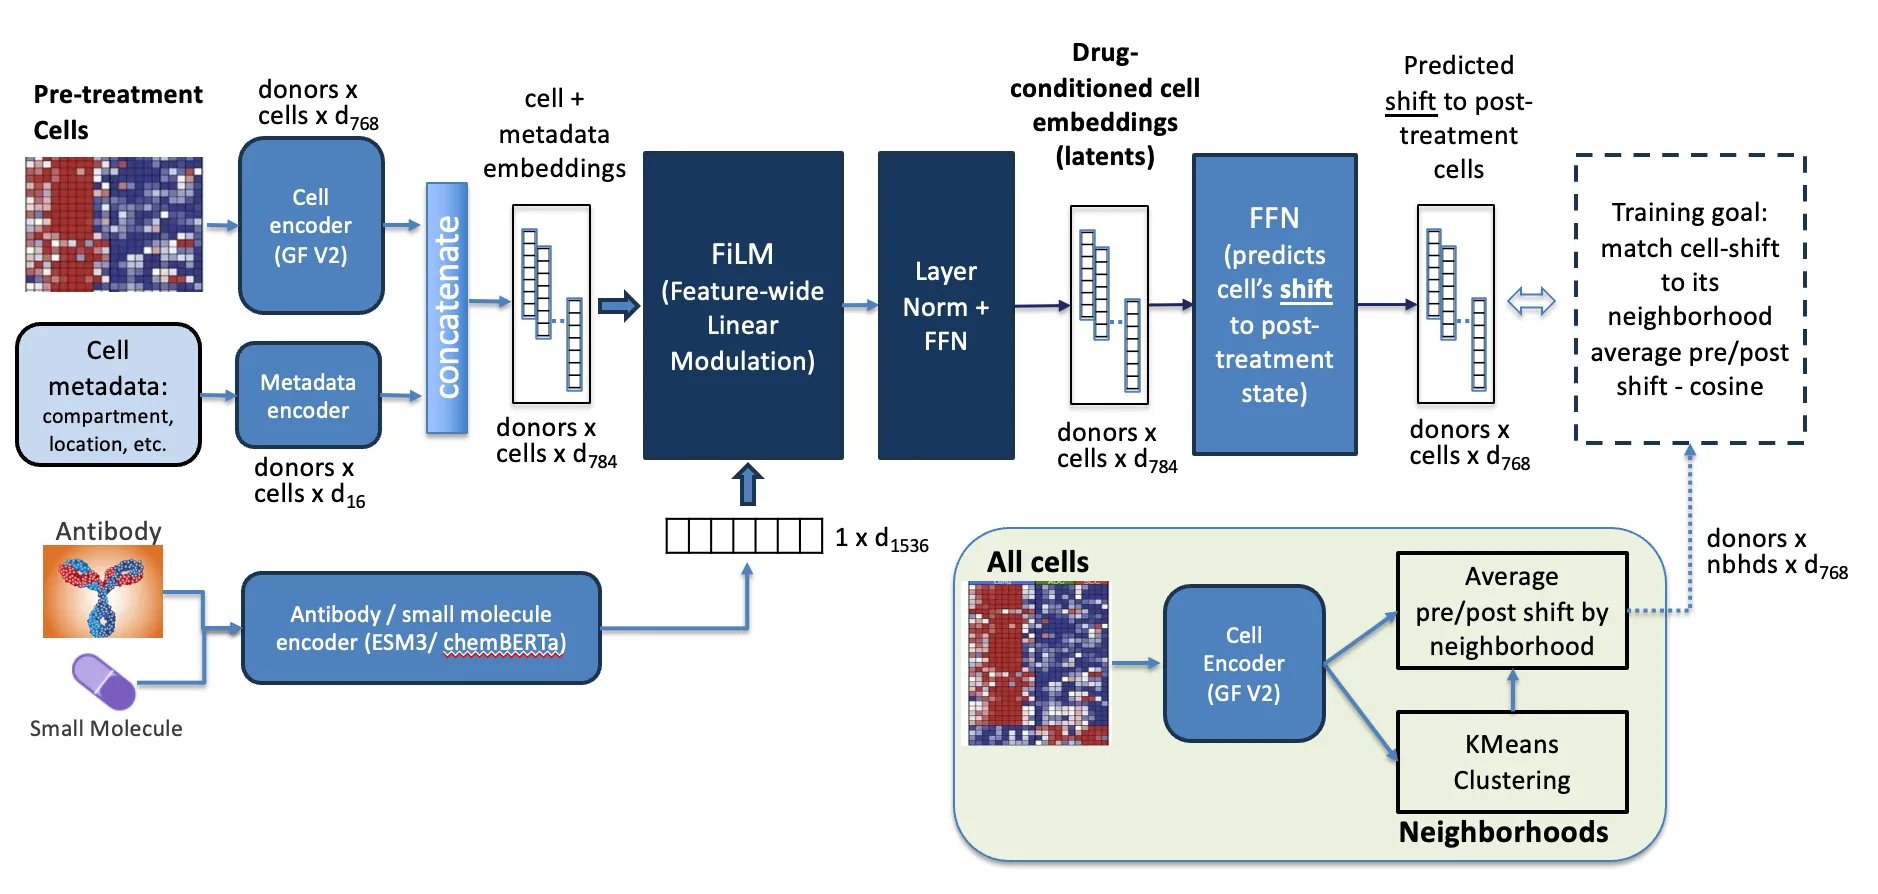 Pre-treatment
Cells
donors x
cells x d768
Cell
encoder
(GF V2)
Cell
metadata:
compartment,
location, etc.
Metadata
encoder
donors x
cells x d16
concatenate
cell +
metadata
embeddings
donors x
cells x d784
FiLM
(Feature-wide
Linear
Modulation)
1 x d1536
Layer
Norm +
FFN
Drug-
conditioned cell
embeddings
(latents)
donors x
cells x d784
FFN
(predicts
cell's shift
to post-
treatment
state)
Predicted
shift to post-
treatment
cells
donors x
cells x d768
Training goal:
match cell-shift
to its
neighborhood
average pre/post
shift - cosine
donors x
nbhds x d768
Antibody
Small Molecule
Antibody / small molecule
encoder (ESM3/ chemBERTa)
All cells
Cell
Encoder
(GF V2)
Average
pre/post shift by
neighborhood
KMeans
Clustering
Neighborhoods